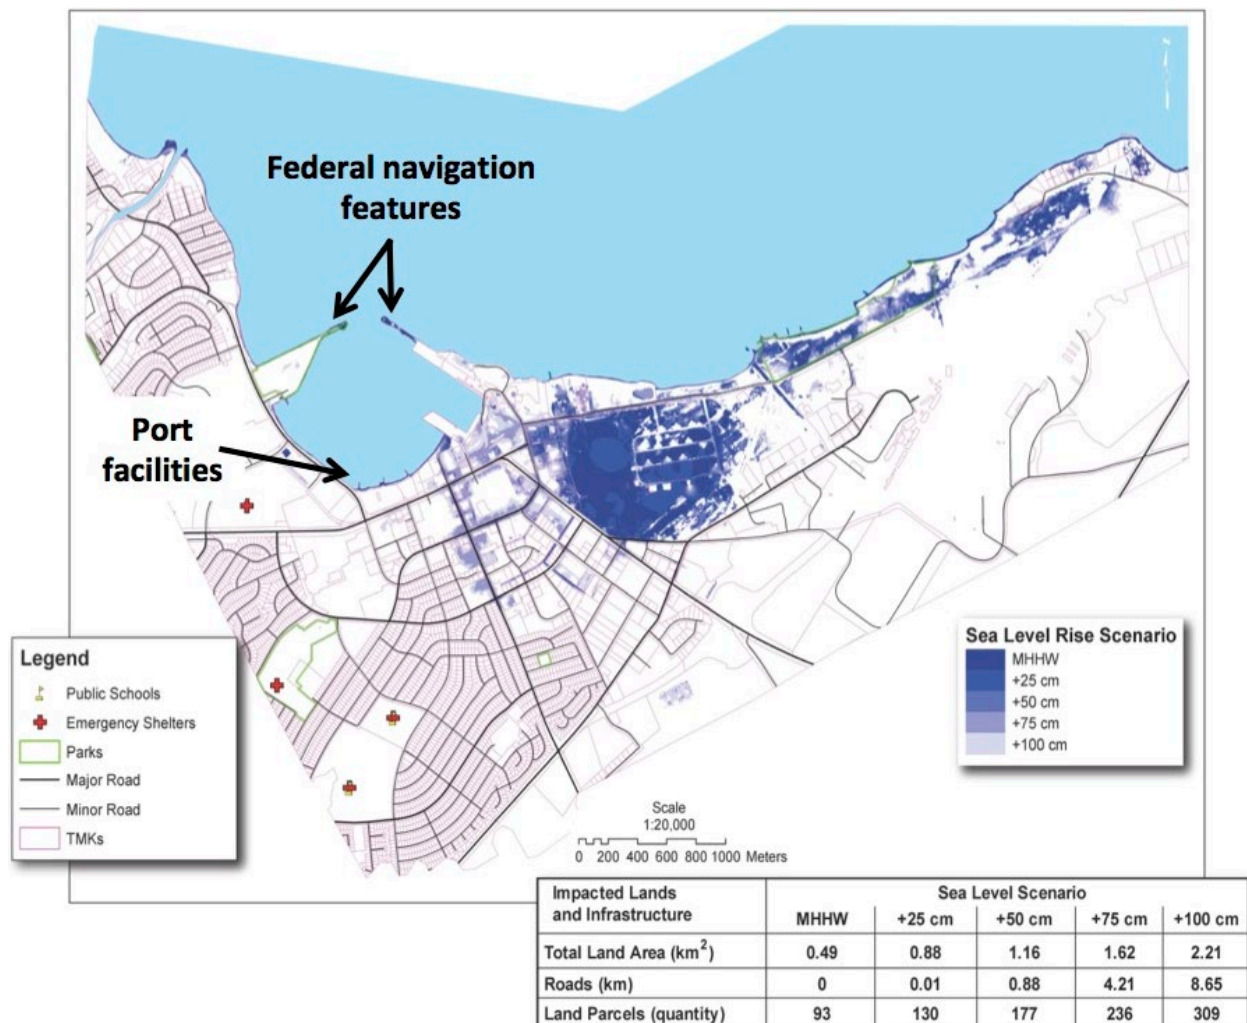 Federal navigation
features
Port
facilities
Legend
Public Schools
Emergency Shelters
Parks
Major Road
Minor Road
TMKs
Sea Level Rise Scenario
MHHW
+25 cm
+50 cm
+75 cm
+100 cm
Scale
1:20,000
0 200 400 600 800 1000 Meters
Impacted Lands
and Infrastructure
Sea Level Scenario
MHHW +25 cm +50 cm +75 cm +100 cm
Total Land Area (km²) 0.49 0.88 1.16 1.62 2.21
Roads (km) 0 0.01 0.88 4.21 8.65
Land Parcels (quantity) 93 130 177 236 309